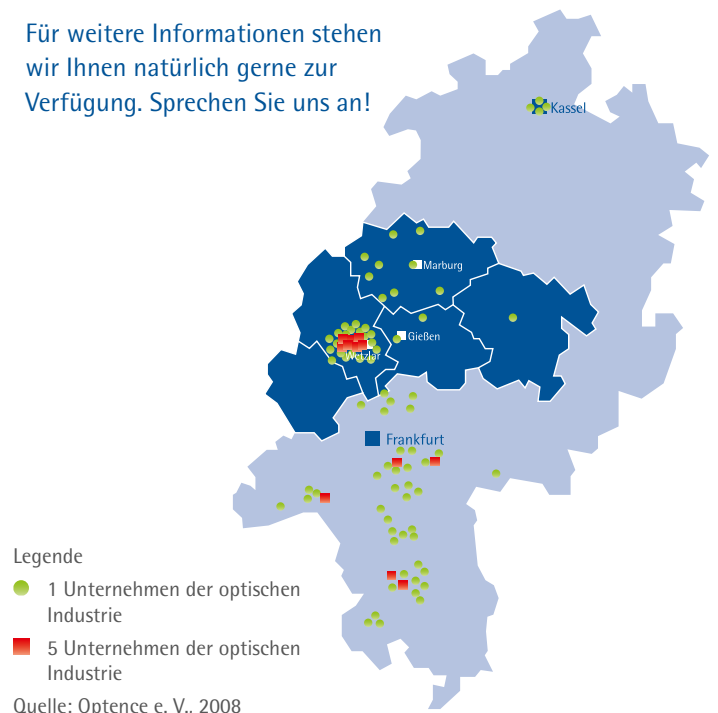 Für weitere Informationen stehen
wir Ihnen natürlich gerne zur
Verfügung. Sprechen Sie uns an!
Kassel
Marburg
Gießen
Wetzlar
Frankfurt
Legende
1 Unternehmen der optischen
Industrie
5 Unternehmen der optischen
Industrie
Quelle: Optence e. V., 2008